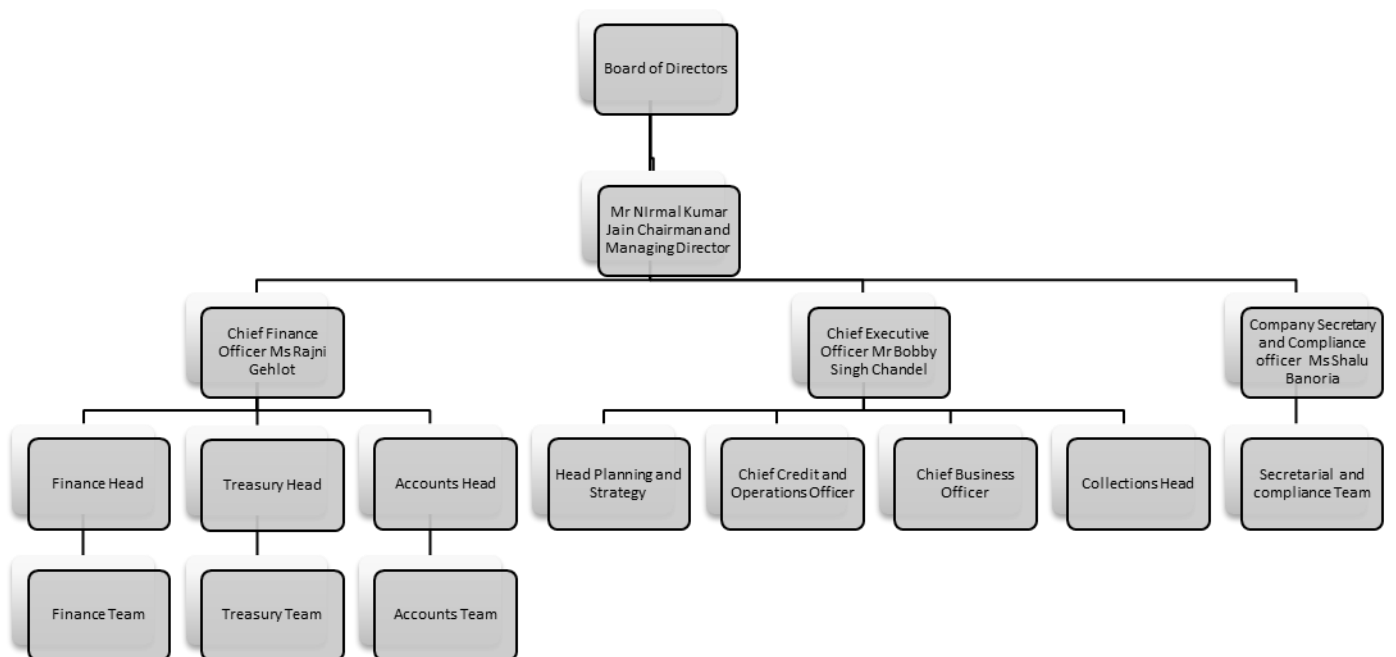 Board of Directors
Mr NIrmal Kumar
Jain Chairman and
Managing Director
Chief Finance
Officer Ms Rajni
Gehlot
Chief Executive
Officer Mr Bobby
Singh Chandel
Company Secretary
and Compliance
officer Ms Shalu
Banoria
Finance Head
Treasury Head
Accounts Head
Head Planning and
Strategy
Chief Credit and
Operations Officer
Chief Business
Officer
Collections Head
Secretarial and
compliance Team
Finance Team
Treasury Team
Accounts Team